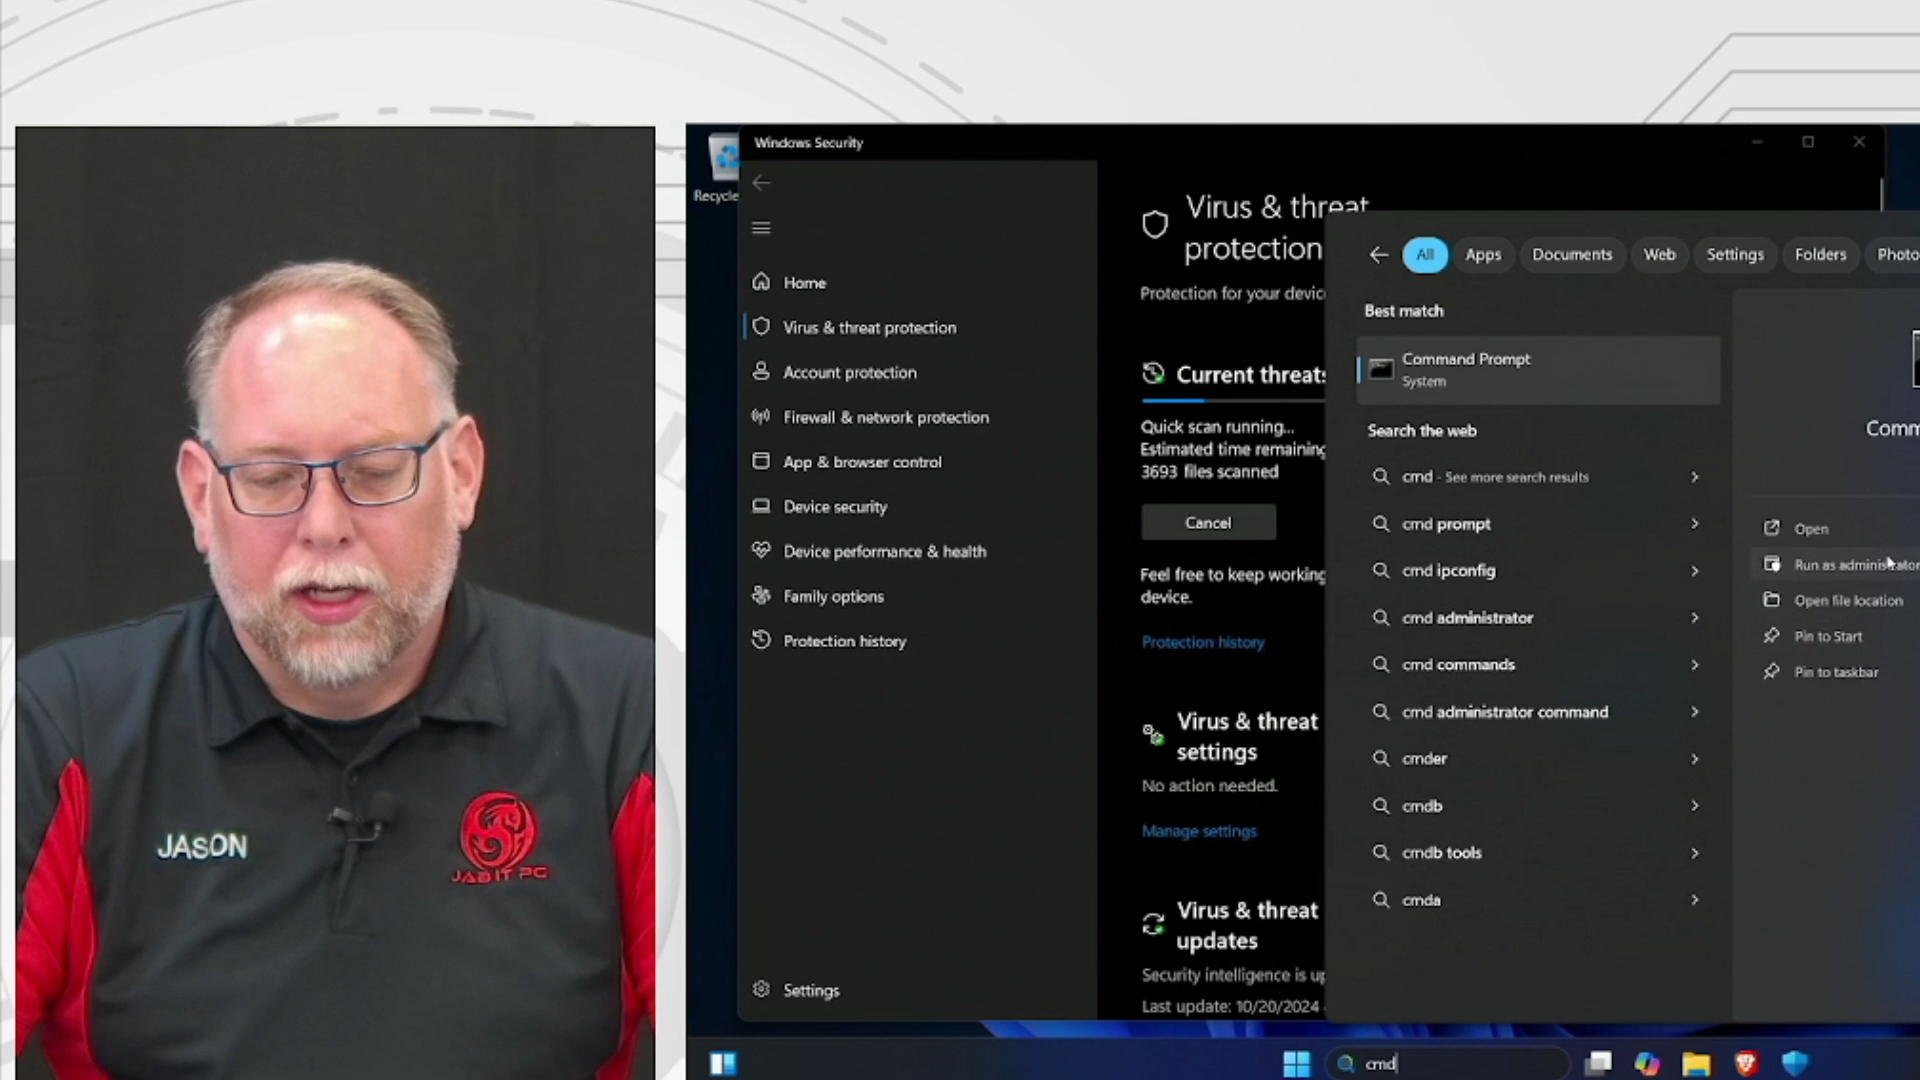 JASON
JAB IT PC
Recycle
Windows Security
Home
Virus & threat protection
Account protection
Firewall & network protection
App & browser control
Device security
Device performance & health
Family options
Protection history
Settings
Virus & threat
protection
Protection for your device
Current threats
Quick scan running...
Estimated time remaining
3693 files scanned
Cancel
Feel free to keep working
device.
Protection history
Virus & threat
settings
No action needed.
Manage settings
Virus & threat
updates
Security intelligence is up
Last update: 10/20/2024
All Apps Documents Web Settings Folders Photo
Best match
Command Prompt
System
Search the web
cmd - See more search results
cmd prompt
cmd ipconfig
cmd administrator
cmd commands
cmd administrator command
cmder
cmdb
cmdb tools
cmda
Comm
Open
Run as administrator
Open file location
Pin to Start
Pin to taskbar
cmd